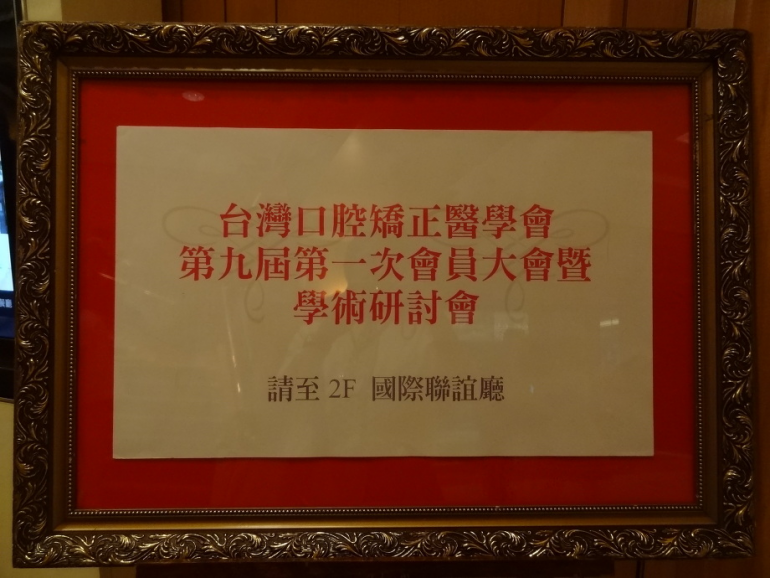 台灣口腔矯正醫學會
第九屆第一次會員大會暨
學術研討會
請至 2F 國際聯誼廳